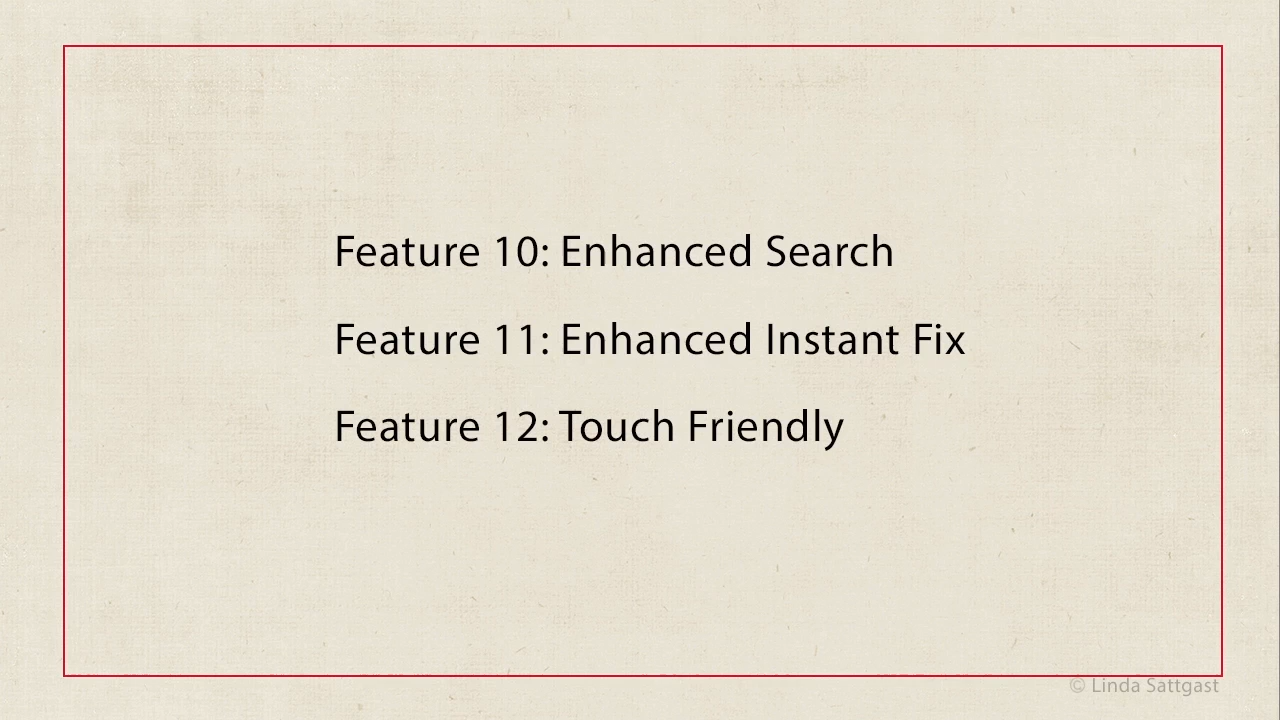 Feature 10: Enhanced Search
Feature 11: Enhanced Instant Fix
Feature 12: Touch Friendly
© Linda Sattgast